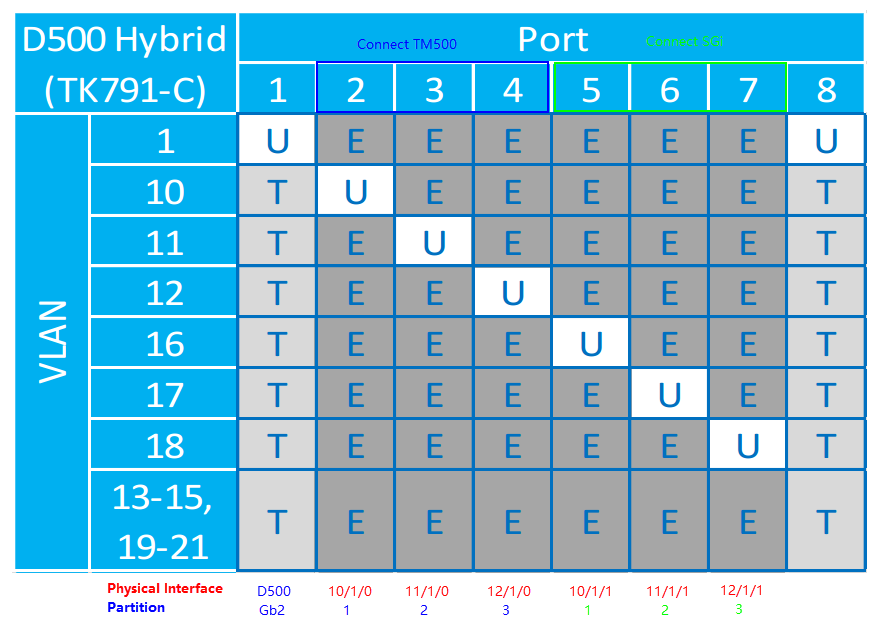 D500 Hybrid
(TK791-C)
Connect TM500
Port
Connect SGi
1 2 3 4 5 6 7 8
VLAN
1 U E E E E E E U
10 T U E E E E E T
11 T E U E E E E T
12 T E E U E E E T
16 T E E E U E E T
17 T E E E E U E T
18 T E E E E E U T
13-15,
19-21 T E E E E E E T
Physical Interface D500 10/1/0 11/1/0 12/1/0 10/1/1 11/1/1 12/1/1
Partition Gb2 1 2 3 1 2 3